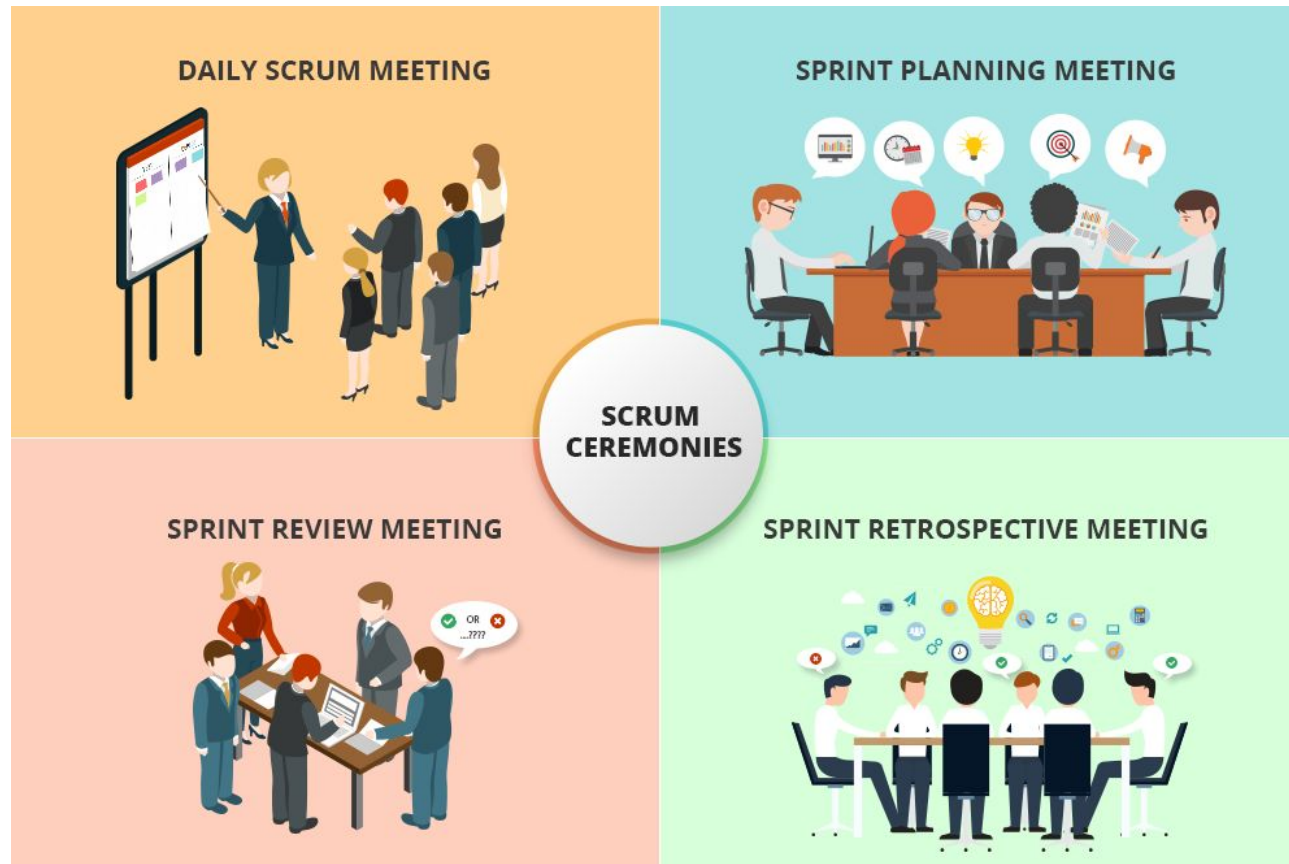 DAILY SCRUM MEETING
SPRINT PLANNING MEETING
SCRUM
CEREMONIES
SPRINT REVIEW MEETING
OR
...????
SPRINT RETROSPECTIVE MEETING